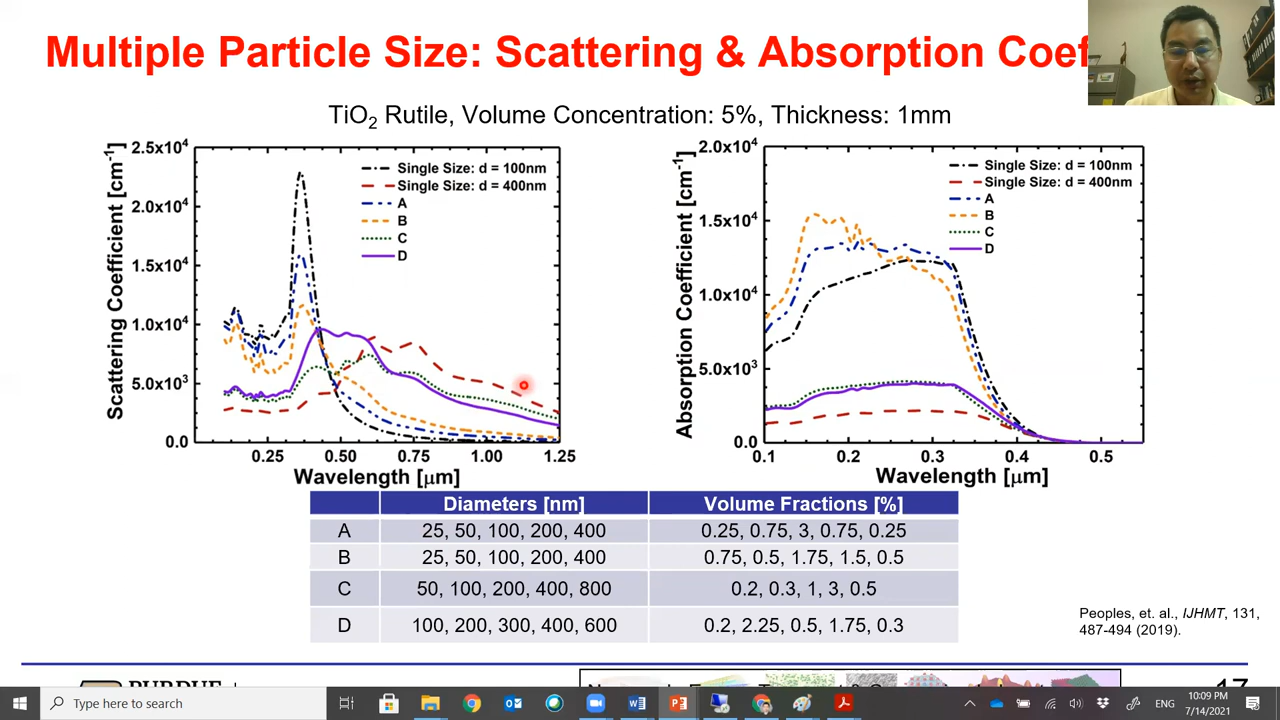 Multiple Particle Size: Scattering & Absorption Coef
TiO2 Rutile, Volume Concentration: 5%, Thickness: 1mm
Scattering Coefficient [cm-1]
2.5x10^4
2.0x10^4
1.5x10^4
1.0x10^4
5.0x10^3
0.0
Single Size: d = 100nm
Single Size: d = 400nm
A
B
C
D
0.25 0.50 0.75 1.00 1.25
Wavelength [μm]
Absorption Coefficient [cm-1]
2.0x10^4
1.5x10^4
1.0x10^4
5.0x10^3
0.0
Single Size: d = 100nm
Single Size: d = 400nm
A
B
C
D
0.1 0.2 0.3 0.4 0.5
Wavelength [μm]
Diameters [nm] Volume Fractions [%]
A 25, 50, 100, 200, 400 0.25, 0.75, 3, 0.75, 0.25
B 25, 50, 100, 200, 400 0.75, 0.5, 1.75, 1.5, 0.5
C 50, 100, 200, 400, 800 0.2, 0.3, 1, 3, 0.5
D 100, 200, 300, 400, 600 0.2, 2.25, 0.5, 1.75, 0.3
Peoples, et. al., IJHMT, 131,
487-494 (2019).
PURDUE
17
Type here to search
ENG
10:09 PM
7/14/2021